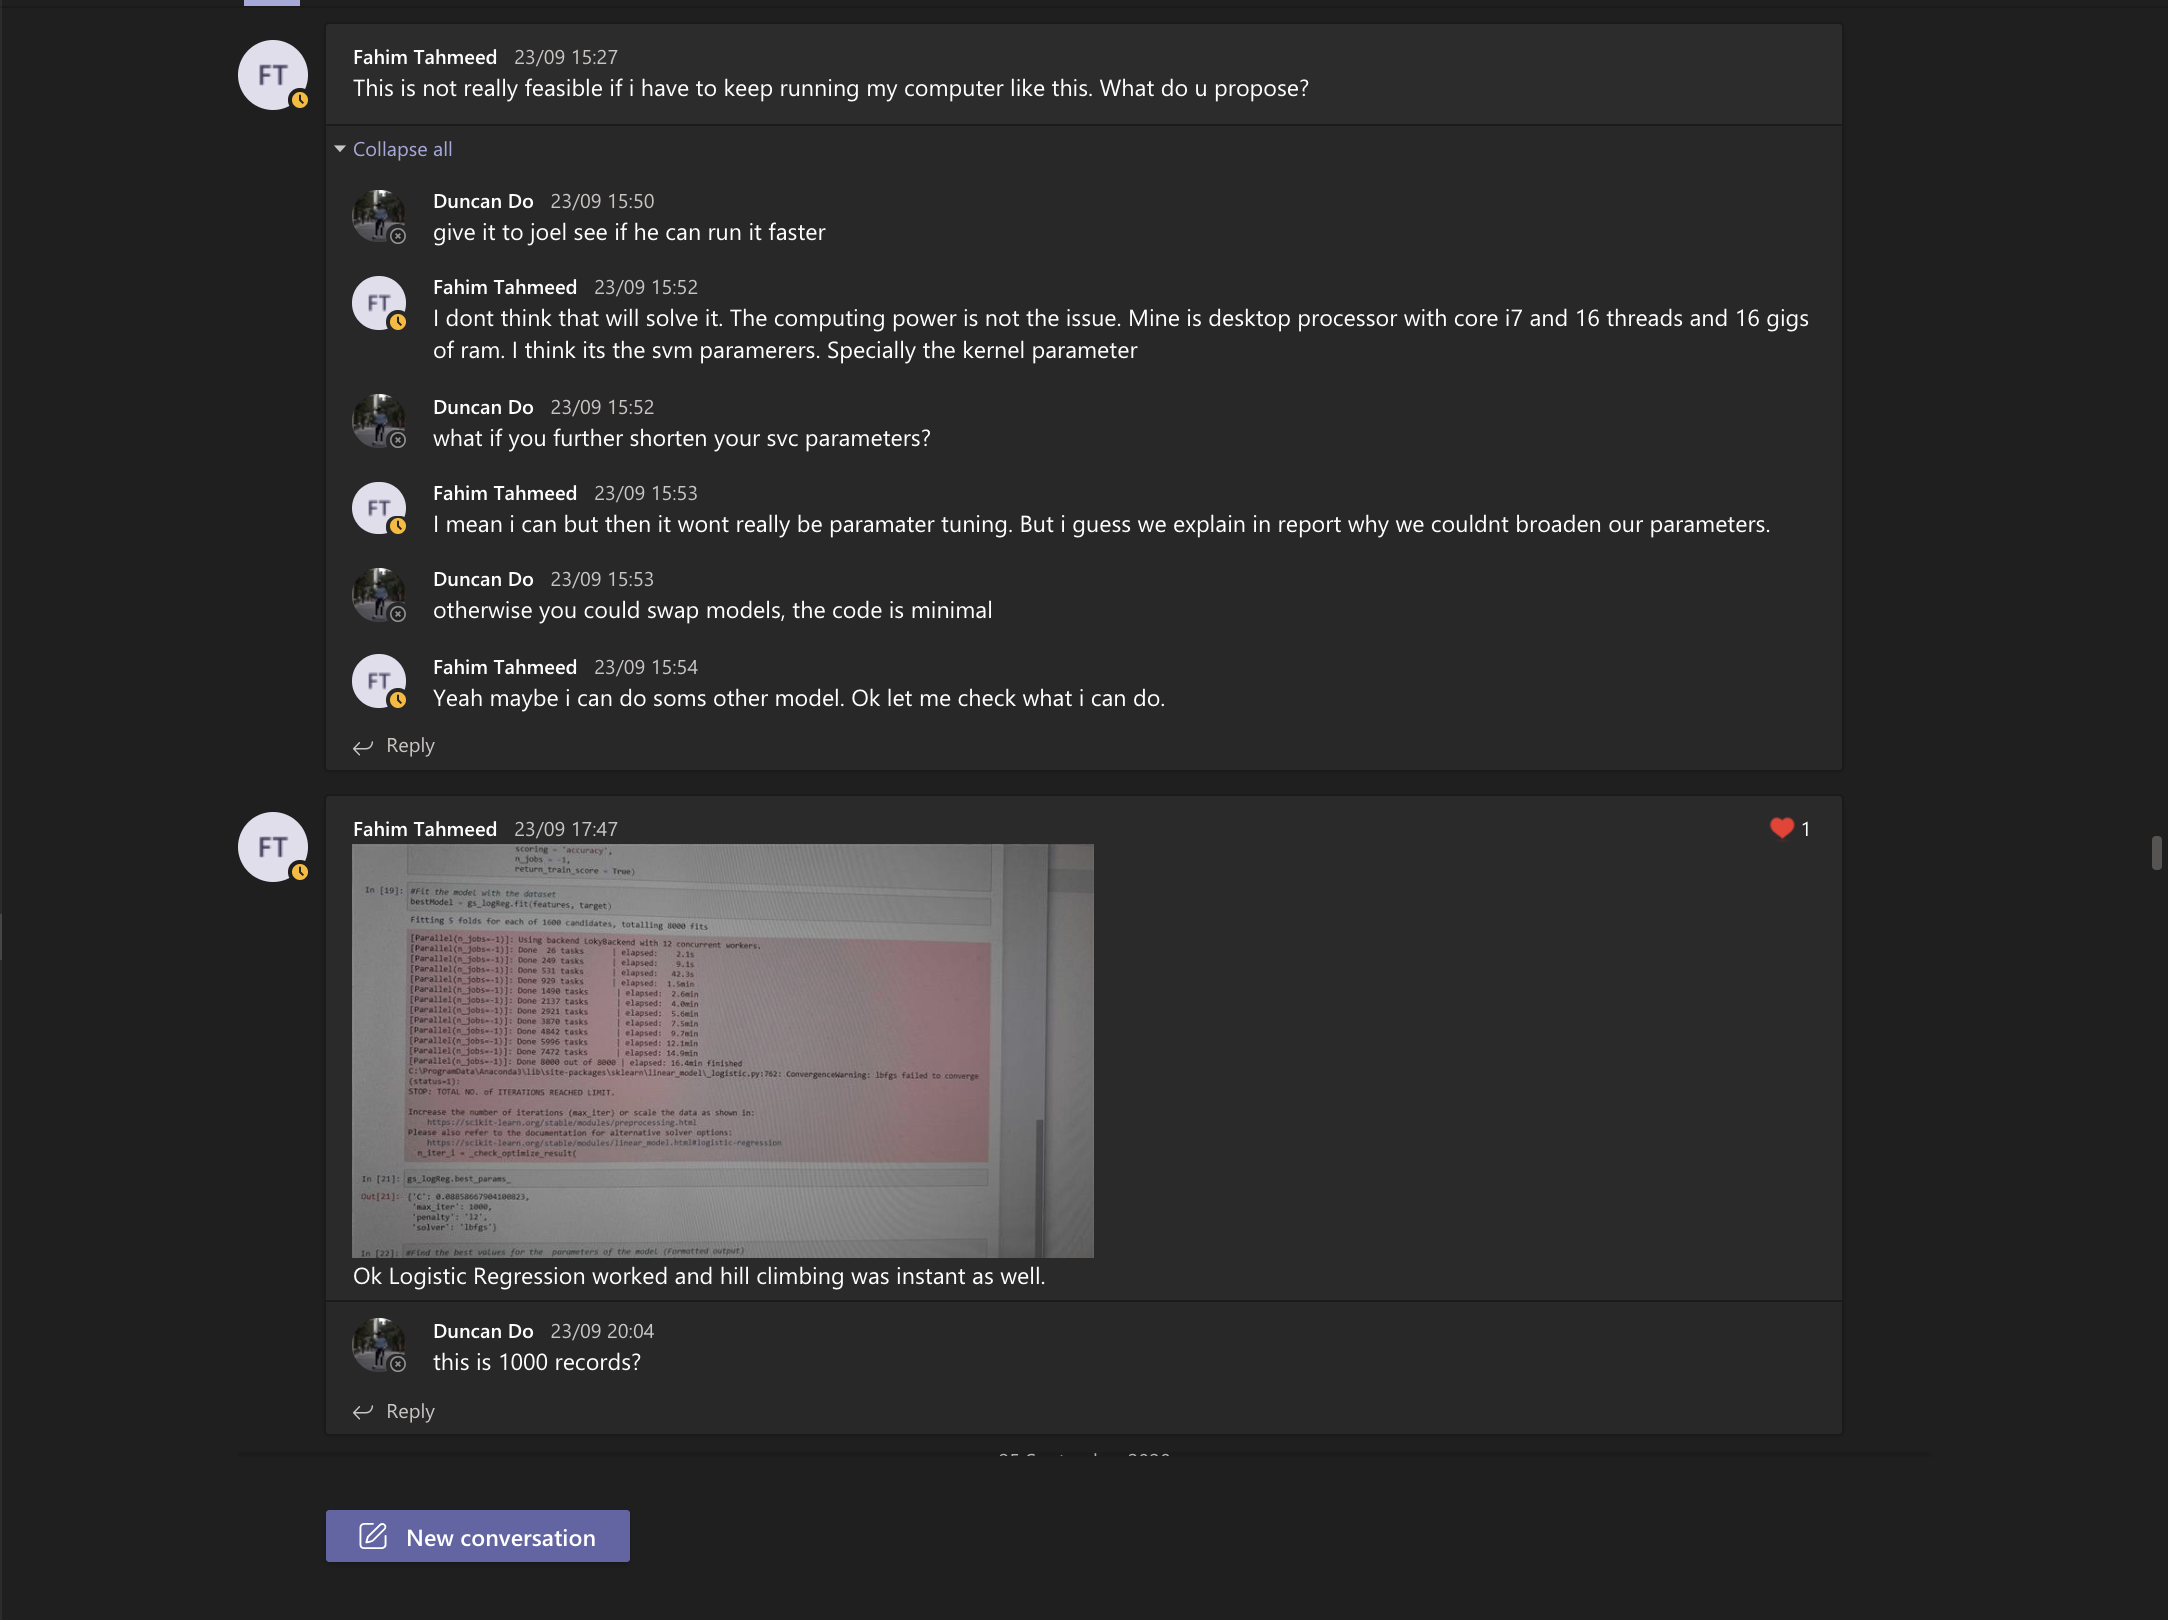 FT
Fahim Tahmeed 23/09 15:27
This is not really feasible if i have to keep running my computer like this. What do u propose?
Collapse all
Duncan Do 23/09 15:50
give it to joel see if he can run it faster
FT
Fahim Tahmeed 23/09 15:52
I dont think that will solve it. The computing power is not the issue. Mine is desktop processor with core i7 and 16 threads and 16 gigs
of ram. I think its the svm paramerers. Specially the kernel parameter
Duncan Do 23/09 15:52
what if you further shorten your svc parameters?
FT
Fahim Tahmeed 23/09 15:53
I mean i can but then it wont really be paramater tuning. But i guess we explain in report why we couldnt broaden our parameters.
Duncan Do 23/09 15:53
otherwise you could swap models, the code is minimal
FT
Fahim Tahmeed 23/09 15:54
Yeah maybe i can do soms other model. Ok let me check what i can do.
Reply
FT
Fahim Tahmeed 23/09 17:47
1
scoring = 'accuracy',
n_jobs = -1,
return_train_score = True)
In [19]: #Fit the model with the dataset
bestModel = gs_logReg.fit(features, target)
Fitting 5 folds for each of 1600 candidates, totalling 8000 fits
[Parallel(n_jobs=-1)]: Using backend LokyBackend with 12 concurrent workers.
[Parallel(n_jobs=-1)]: Done 26 tasks | elapsed: 2.1s
[Parallel(n_jobs=-1)]: Done 249 tasks | elapsed: 9.1s
[Parallel(n_jobs=-1)]: Done 531 tasks | elapsed: 42.3s
[Parallel(n_jobs=-1)]: Done 929 tasks | elapsed: 1.5min
[Parallel(n_jobs=-1)]: Done 1490 tasks | elapsed: 2.6min
[Parallel(n_jobs=-1)]: Done 2137 tasks | elapsed: 4.0min
[Parallel(n_jobs=-1)]: Done 2921 tasks | elapsed: 5.6min
[Parallel(n_jobs=-1)]: Done 3870 tasks | elapsed: 7.5min
[Parallel(n_jobs=-1)]: Done 4842 tasks | elapsed: 9.7min
[Parallel(n_jobs=-1)]: Done 5996 tasks | elapsed: 12.1min
[Parallel(n_jobs=-1)]: Done 7472 tasks | elapsed: 14.9min
[Parallel(n_jobs=-1)]: Done 8000 out of 8000 | elapsed: 16.4min finished
C:\ProgramData\Anaconda3\lib\site-packages\sklearn\linear_model\_logistic.py:762: ConvergenceWarning: lbfgs failed to converge
(status=1):
STOP: TOTAL NO. of ITERATIONS REACHED LIMIT.
Increase the number of iterations (max_iter) or scale the data as shown in:
https://scikit-learn.org/stable/modules/preprocessing.html
Please also refer to the documentation for alternative solver options:
https://scikit-learn.org/stable/modules/linear_model.html#logistic-regression
n_iter_i = _check_optimize_result(
In [21]: gs_logReg.best_params_
Out[21]: {'C': 0.08858667904100823,
'max_iter': 1000,
'penalty': 'l2',
'solver': 'lbfgs'}
In [22]: #Find the best values for the parameters of the model (Formatted output)
Ok Logistic Regression worked and hill climbing was instant as well.
Duncan Do 23/09 20:04
this is 1000 records?
Reply
New conversation